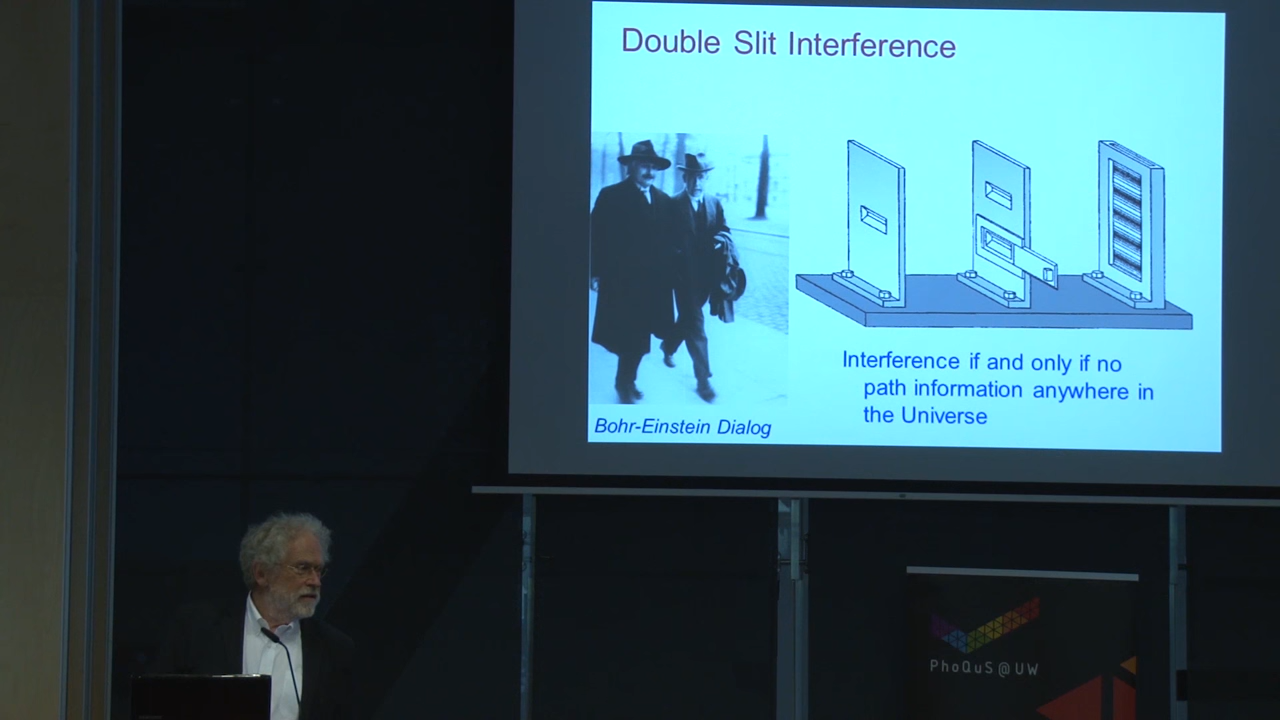 Double Slit Interference
Bohr-Einstein Dialog
Interference if and only if no
path information anywhere in
the Universe
PhoQuS@UW